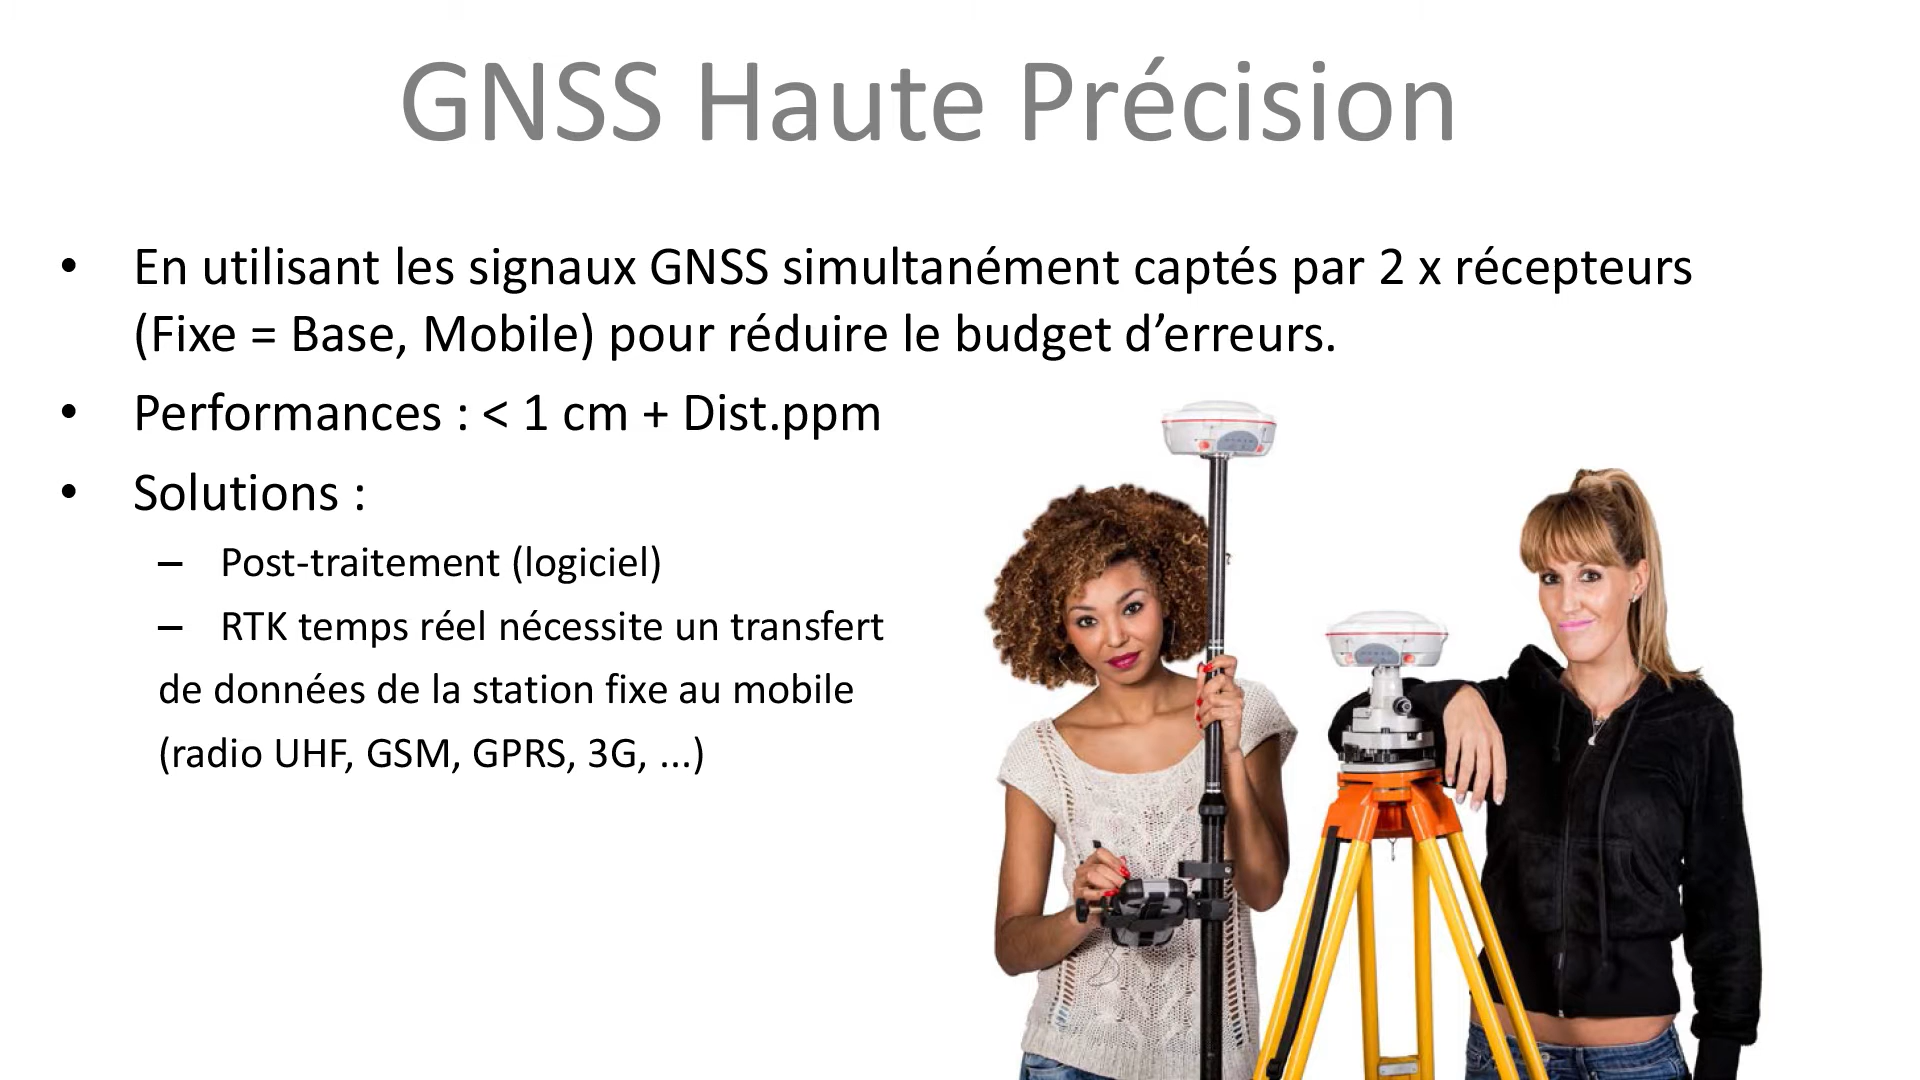 GNSS Haute Précision
• En utilisant les signaux GNSS simultanément captés par 2 x récepteurs
(Fixe = Base, Mobile) pour réduire le budget d’erreurs.
• Performances : < 1 cm + Dist.ppm
• Solutions :
– Post-traitement (logiciel)
– RTK temps réel nécessite un transfert
de données de la station fixe au mobile
(radio UHF, GSM, GPRS, 3G, ...)